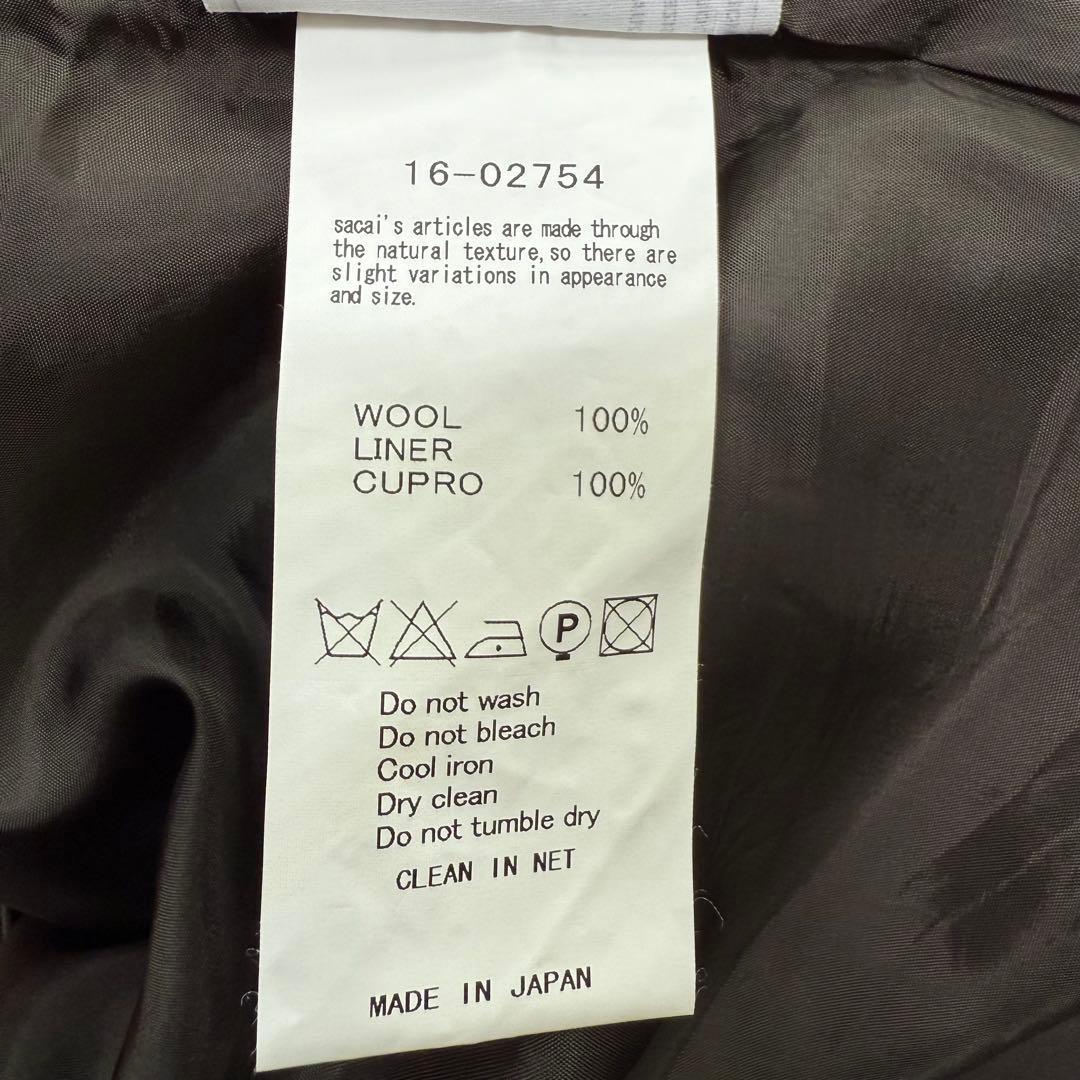 16-02754
sacai's articles are made through
the natural texture, so there are
slight variations in appearance
and size.
WOOL 100%
LINER
CUPRO 100%
P
Do not wash
Do not bleach
Cool iron
Dry clean
Do not tumble dry
CLEAN IN NET
MADE IN JAPAN